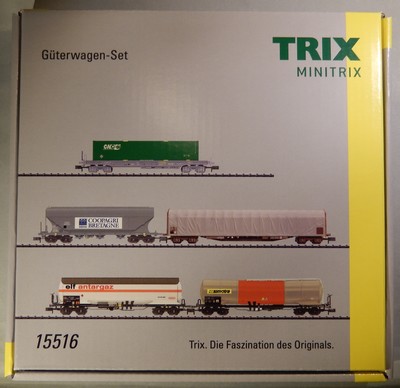 Güterwagen-Set
TRIX
MINITRIX
COOPAGRI
BRETAGNE
elf antargaz
15516
Trix. Die Faszination des Originals.